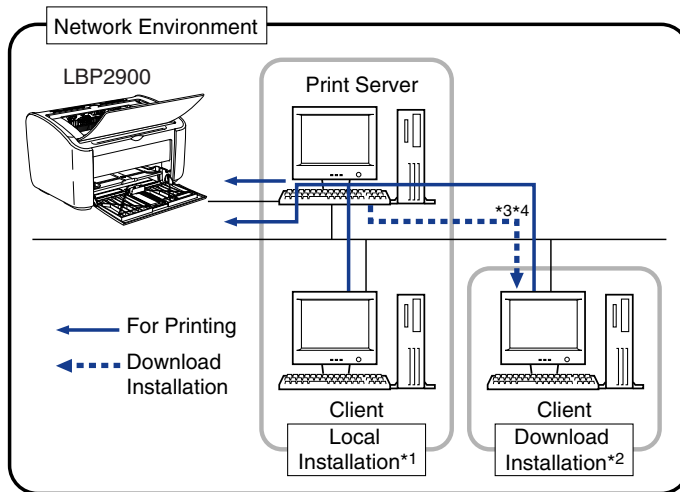 Network Environment
LBP2900
Print Server
*3*4
For Printing
Download
Installation
Client
Local
Installation*1
Client
Download
Installation*2